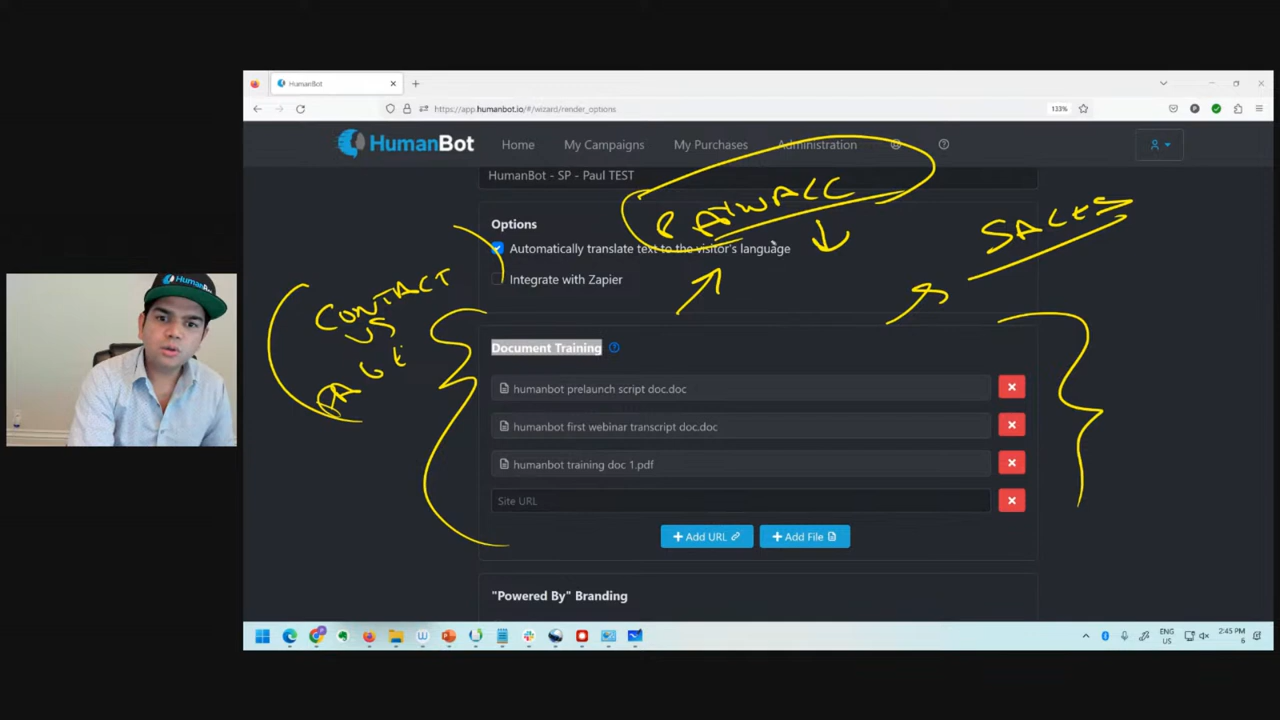 HumanBot
https://app.humanbot.io/#/wizard/render_options
133%
HumanBot
Home
My Campaigns
My Purchases
Administration
HumanBot - SP - Paul TEST
PAYWALL
SALES
Options
Automatically translate text to the visitor's language
Integrate with Zapier
CONTACT
US
PAGE
Document Training
humanbot prelaunch script doc.doc
humanbot first webinar transcript doc.doc
humanbot training doc 1.pdf
Site URL
+ Add URL
+ Add File
"Powered By" Branding
HumanBot
ENG
US
2:45 PM
6